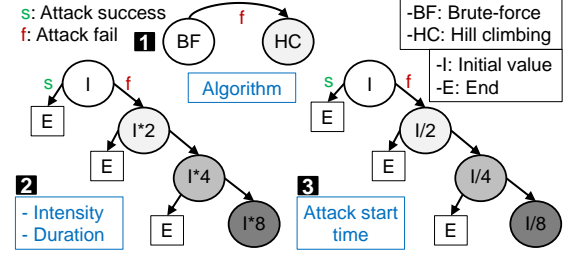 s: Attack success
f: Attack fail
1
BF
f
HC
Algorithm
-BF: Brute-force
-HC: Hill climbing
-I: Initial value
-E: End
s
I
f
E
I*2
E
I*4
E
I*8
2
- Intensity
- Duration
s
I
f
E
I/2
E
I/4
E
I/8
3
Attack start
time